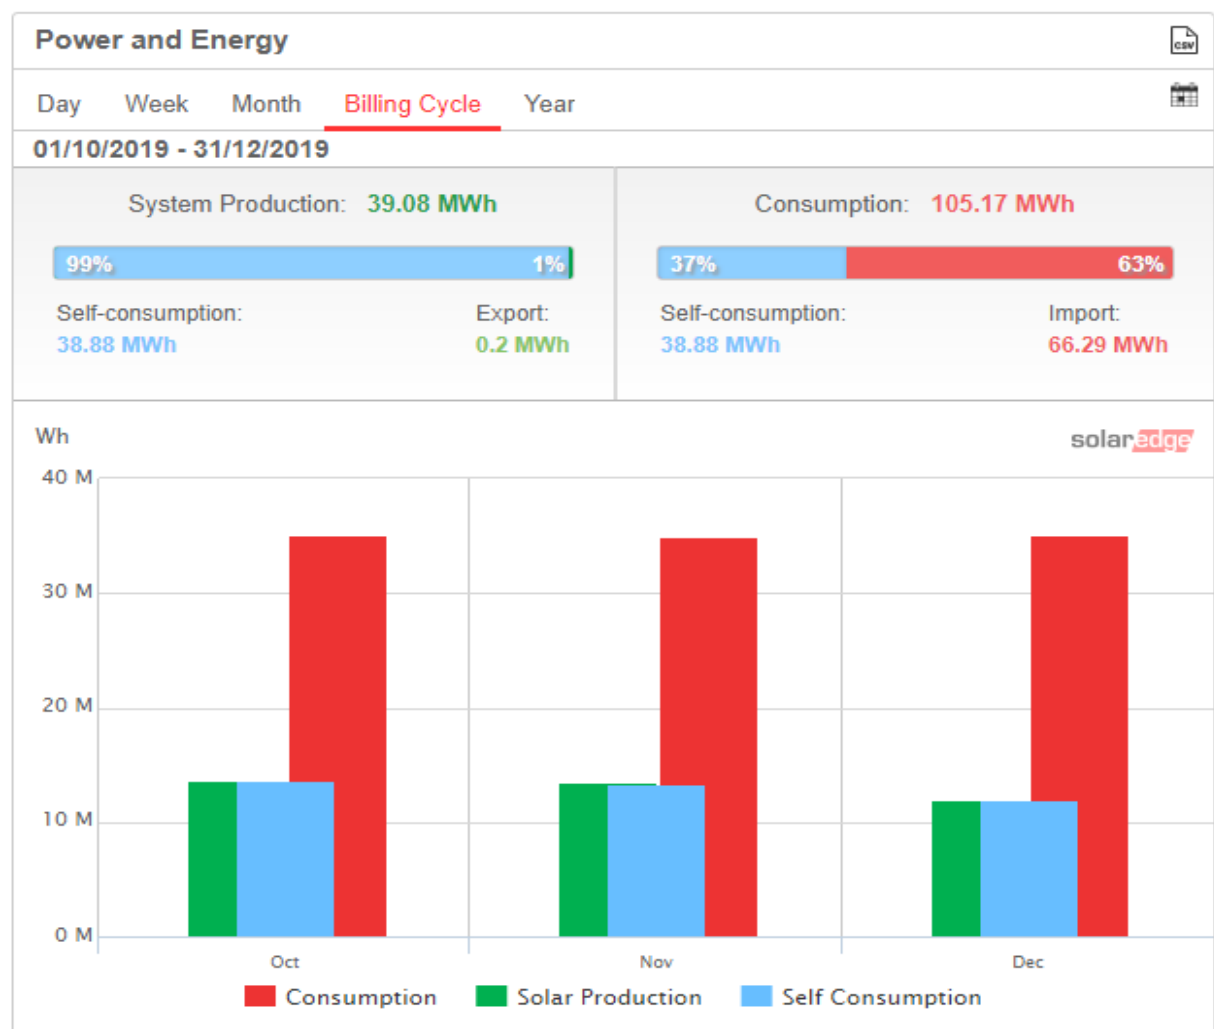 Power and Energy
CSV
Day Week Month Billing Cycle Year
01/10/2019 - 31/12/2019
System Production: 39.08 MWh
Consumption: 105.17 MWh
99% 1%
37% 63%
Self-consumption: Export:
Self-consumption: Import:
38.88 MWh 0.2 MWh
38.88 MWh 66.29 MWh
Wh
solaredge
40 M
30 M
20 M
10 M
0 M
Oct Nov Dec
Consumption Solar Production Self Consumption